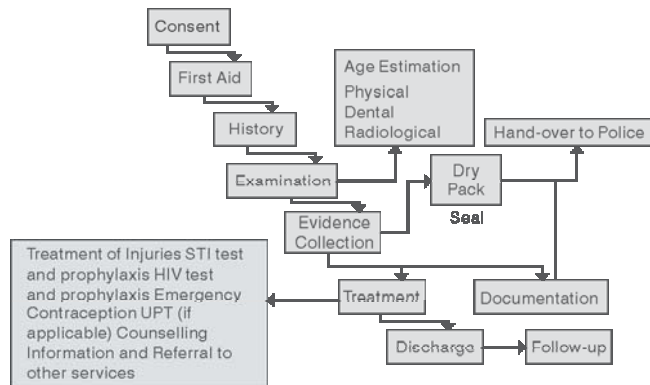 Consent
First Aid
History
Examination
Age Estimation
Physical
Dental
Radiological
Hand-over to Police
Dry
Pack
Seal
Evidence
Collection
Treatment of Injuries STI test
and prophylaxis HIV test
and prophylaxis Emergency
Contraception UPT (if
applicable) Counselling
Information and Referral to
other services
Treatment
Documentation
Discharge
Follow-up